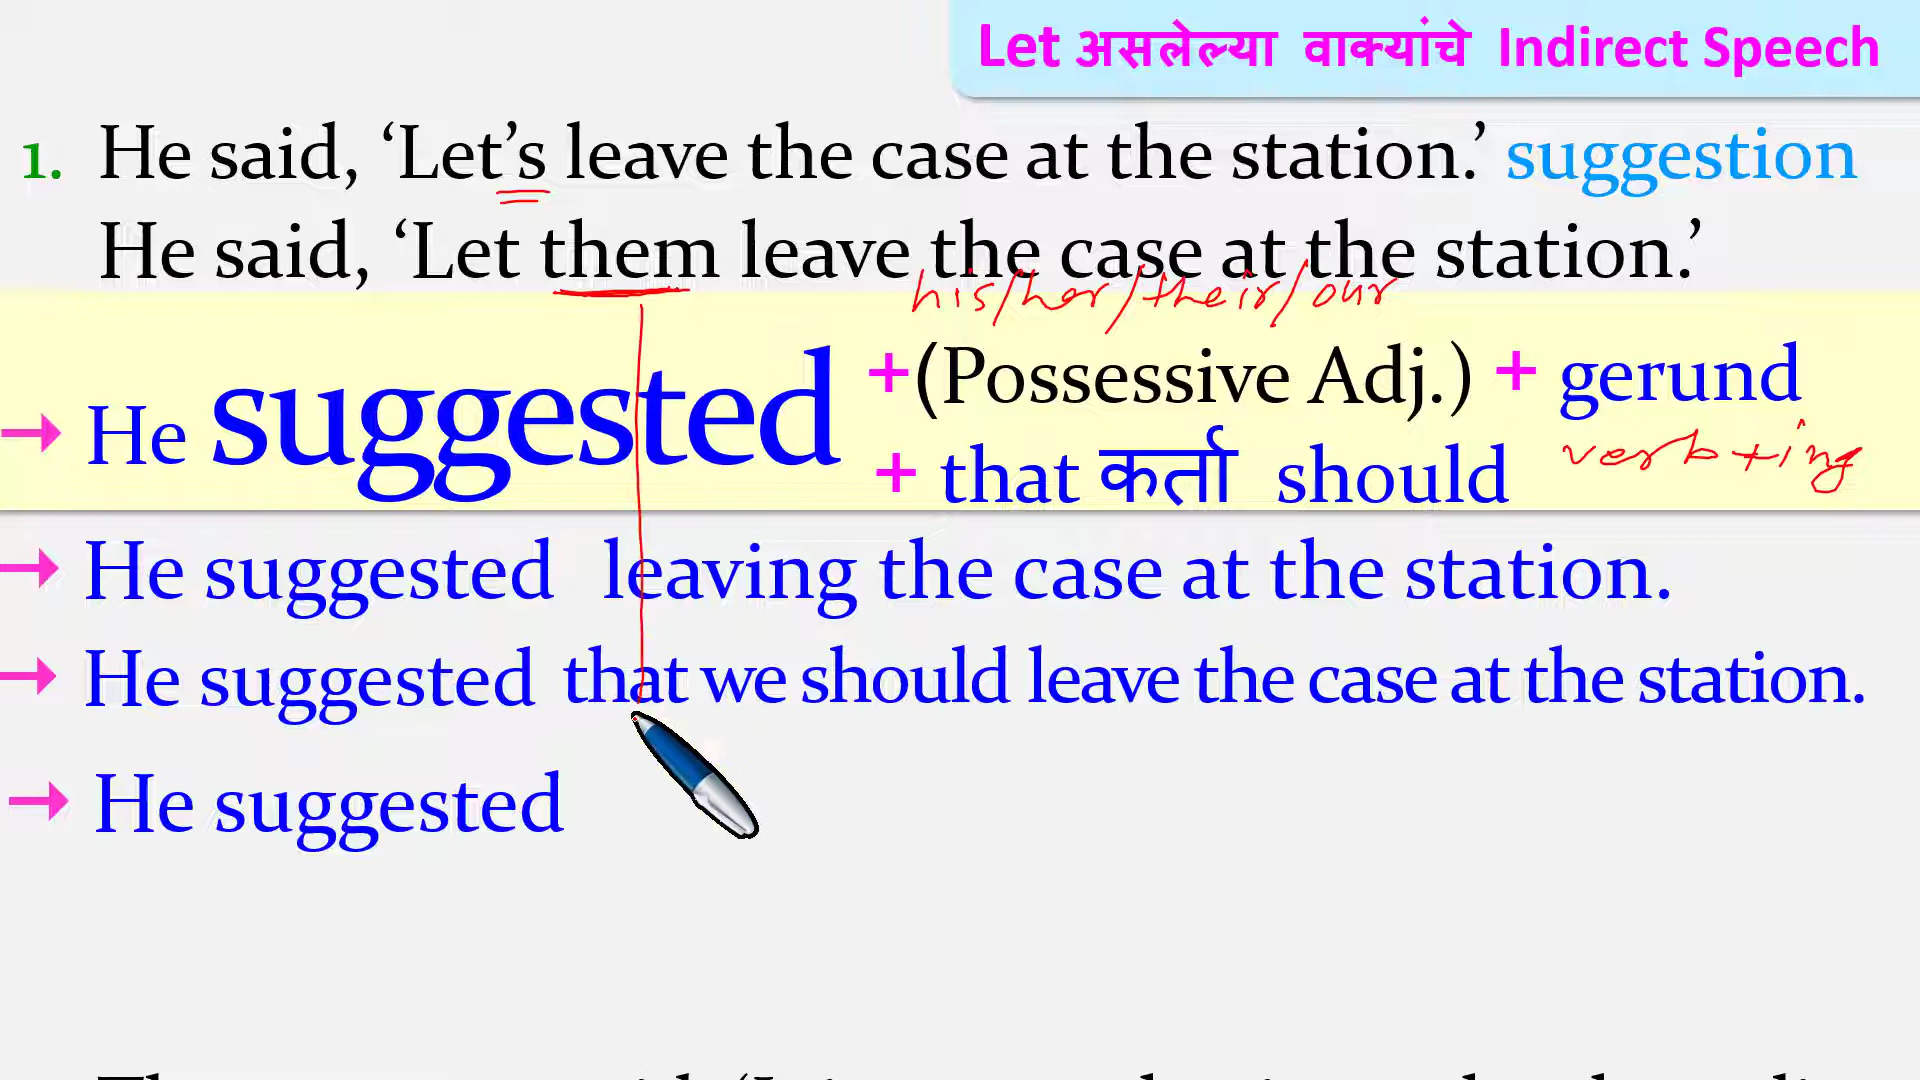 Let असलेल्या वाक्यांचे Indirect Speech
1. He said, ‘Let’s leave the case at the station.’ suggestion
He said, ‘Let them leave the case at the station.’
his/her/their/our
→ He suggested +(Possessive Adj.) + gerund
verb+ing
+ that कर्ता should
→ He suggested leaving the case at the station.
→ He suggested that we should leave the case at the station.
→ He suggested